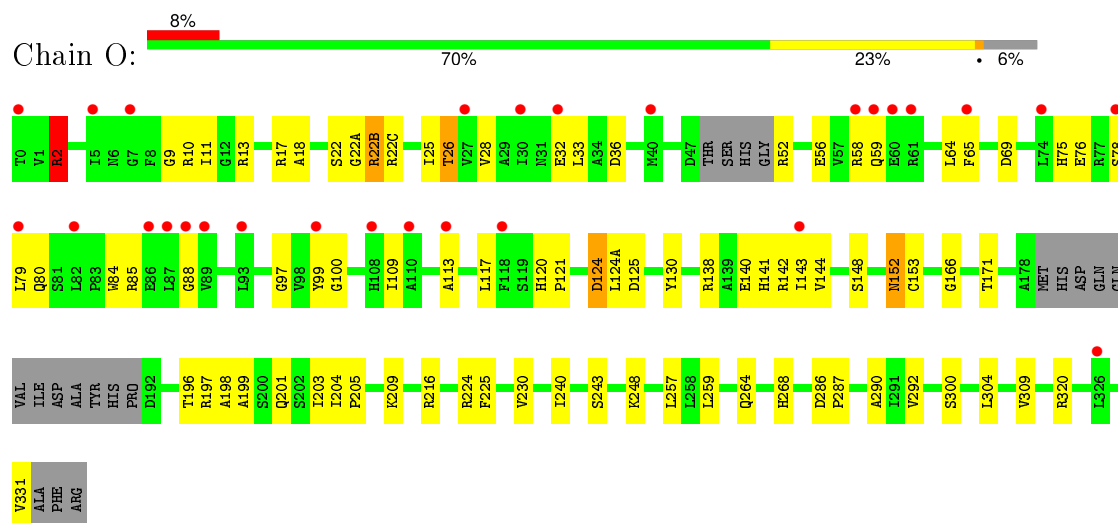 8%
Chain O:
70% 23% • 6%
T0 V1 R2 I5 N6 G7 F8 G9 R10 I11 G12 R13 R17 A18 S22 G22A R22B R22C I25 T26 V27 V28 A29 I30 N31 E32 L33 A34 D36 M40 D47 THR SER HIS GLY R52 E56 V57 R58 Q59 E60 R61 L64 F65 D69 L74 H75 E76 R77 S78
L79 Q80 S81 L82 P83 W84 R85 E86 L87 G88 V89 L93 G97 V98 Y99 G100 H108 I109 A110 A113 L117 F118 S119 H120 P121 D124 L124A D125 Y130 R138 A139 E140 H141 R142 I143 V144 S148 N152 C153 G166 T171 A178 MET HIS ASP GLN GLN
VAL ILE ASP ALA TYR HIS PRO D192 T196 R197 A198 A199 S200 Q201 S202 I203 I204 P205 K209 R216 R224 F225 V230 I240 S243 K248 L257 L258 L259 Q264 H268 D286 P287 A290 I291 V292 S300 L304 V309 R320 L326
V331 ALA PHE ARG